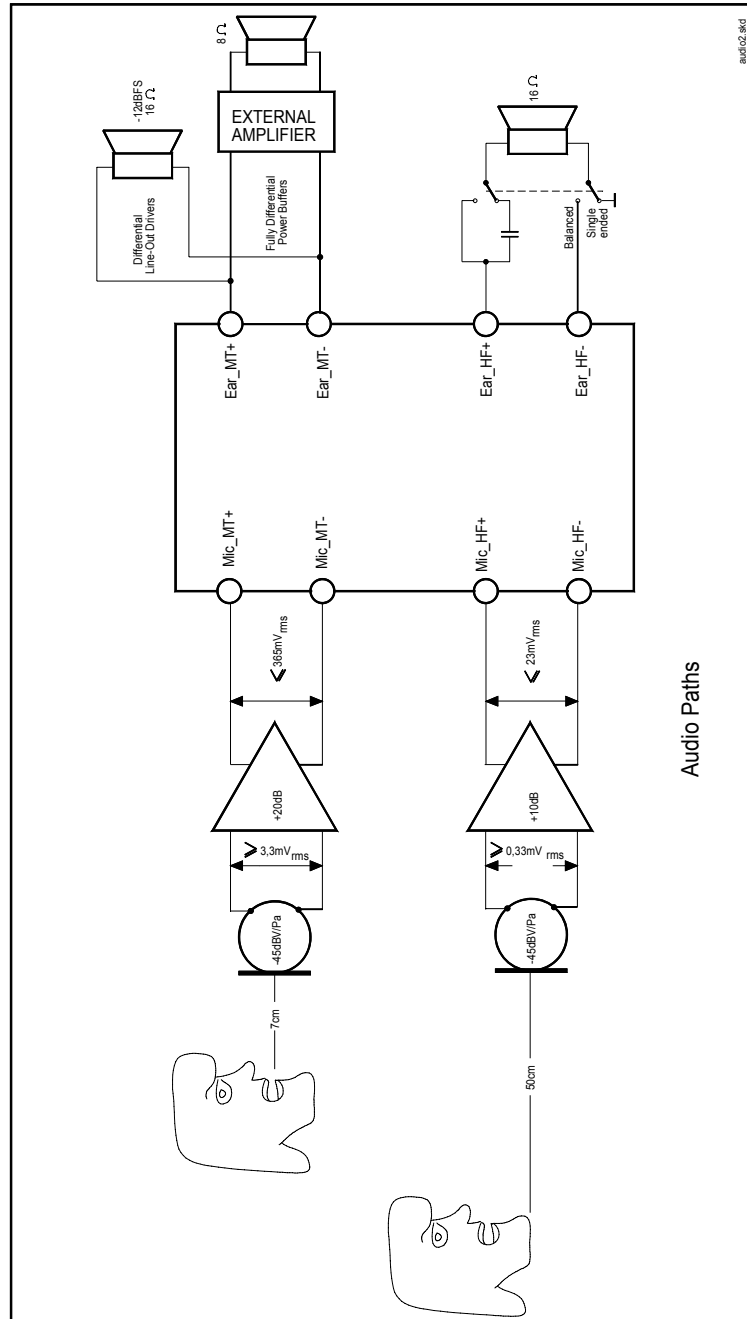 audio2.skd
8 Ω
-12dBFS
16 Ω
EXTERNAL
AMPLIFIER
16 Ω
Differential
Line-Out Drivers
Fully Differential
Power Buffers
Balanced
Single
ended
Ear_MT+
Ear_MT-
Ear_HF+
Ear_HF-
Mic_MT+
Mic_MT-
Mic_HF+
Mic_HF-
≤ 365mVrms
≤ 23mVrms
+20dB
+10dB
≥ 3,3mVrms
≥ 0,33mV rms
-45dBV/Pa
-45dBV/Pa
7cm
50cm
Audio Paths